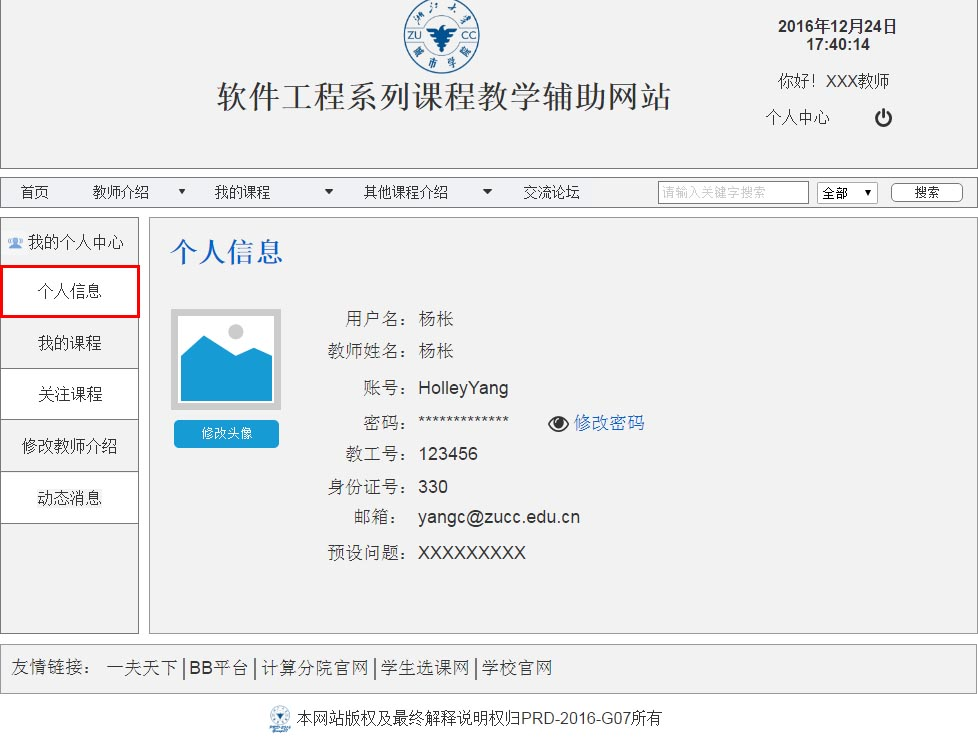 浙江大学
ZU CC
城市学院
2016年12月24日
17:40:14
软件工程系列课程教学辅助网站
你好！XXX教师
个人中心
首页 教师介绍 ▼ 我的课程 ▼ 其他课程介绍 ▼ 交流论坛 请输入关键字搜索 全部 ▼ 搜索
我的个人中心
个人信息
我的课程
关注课程
修改教师介绍
动态消息
个人信息
修改头像
用户名：杨枨
教师姓名：杨枨
账号：HolleyYang
密码：************* 修改密码
教工号：123456
身份证号：330
邮箱： yangc@zucc.edu.cn
预设问题：XXXXXXXXX
友情链接： 一夫天下|BB平台|计算分院官网|学生选课网|学校官网
本网站版权及最终解释说明权归PRD-2016-G07所有